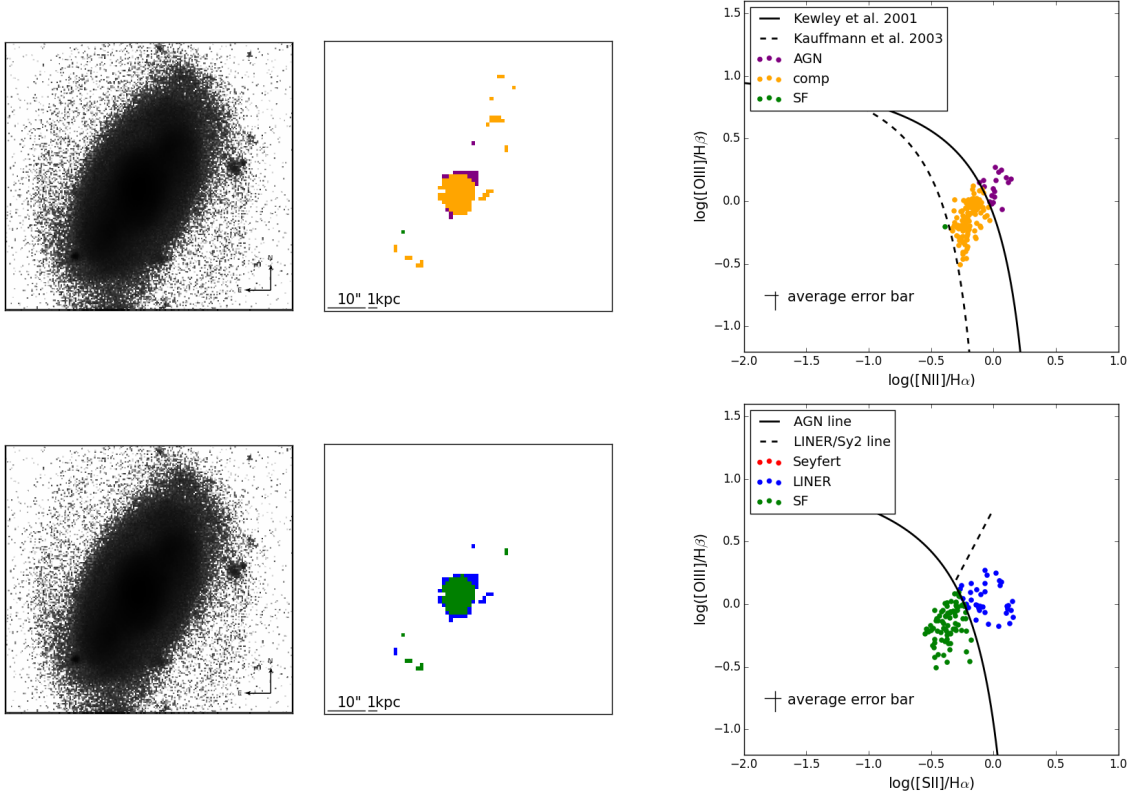 10" 1kpc
Kewley et al. 2001
Kauffmann et al. 2003
AGN
comp
SF
average error bar
log([OIII]/Hβ)
1.5
1.0
0.5
0.0
−0.5
−1.0
−2.0 −1.5 −1.0 −0.5 0.0 0.5 1.0
log([NII]/Hα)
10" 1kpc
AGN line
LINER/Sy2 line
Seyfert
LINER
SF
average error bar
log([OIII]/Hβ)
1.5
1.0
0.5
0.0
−0.5
−1.0
−2.0 −1.5 −1.0 −0.5 0.0 0.5 1.0
log([SII]/Hα)